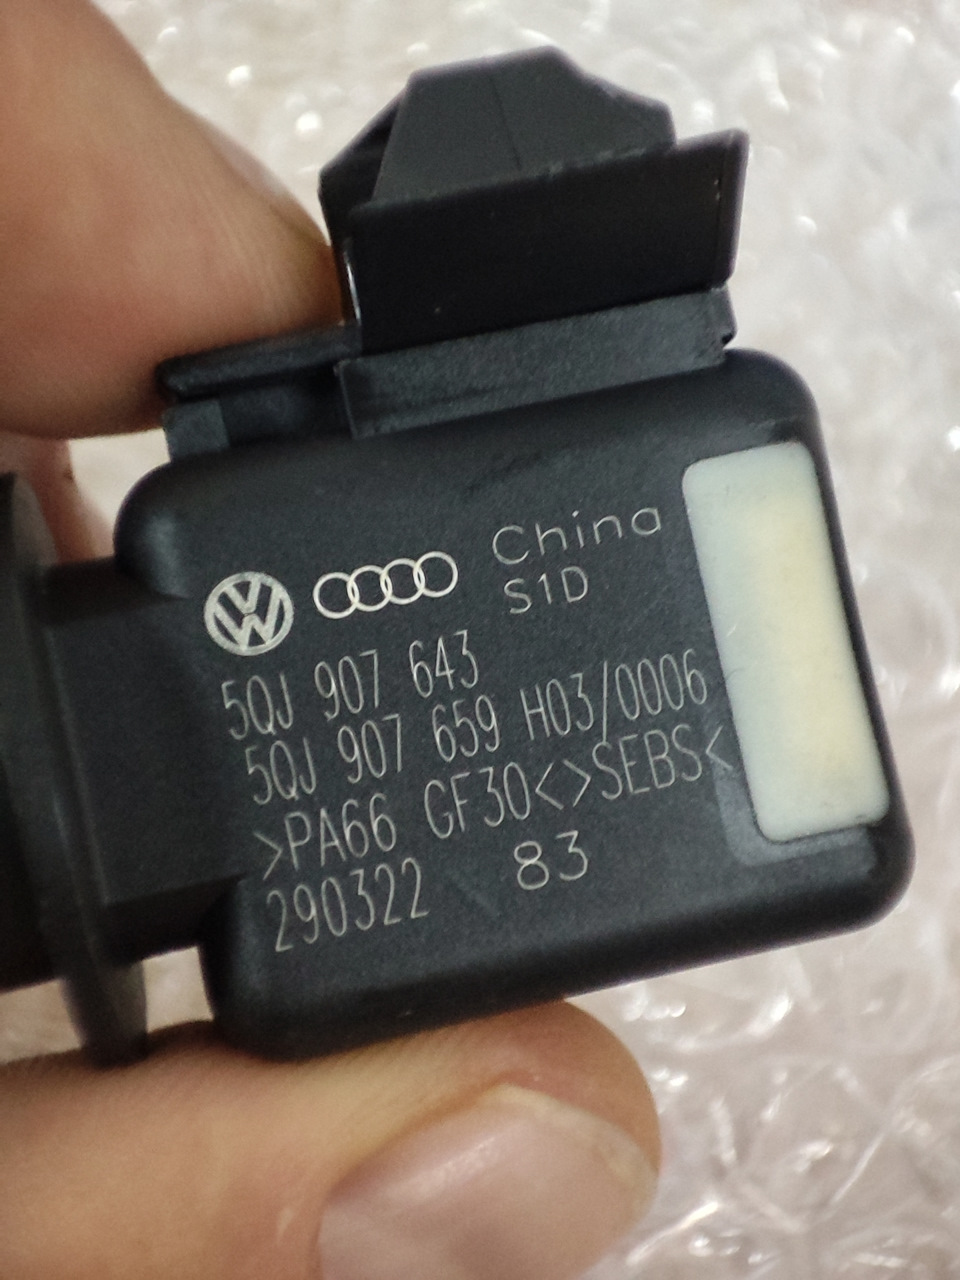 China
S1D
5QJ 907 643
5QJ 907 659 H03/0006
>PA66 GF30<>SEBS<
290322 83